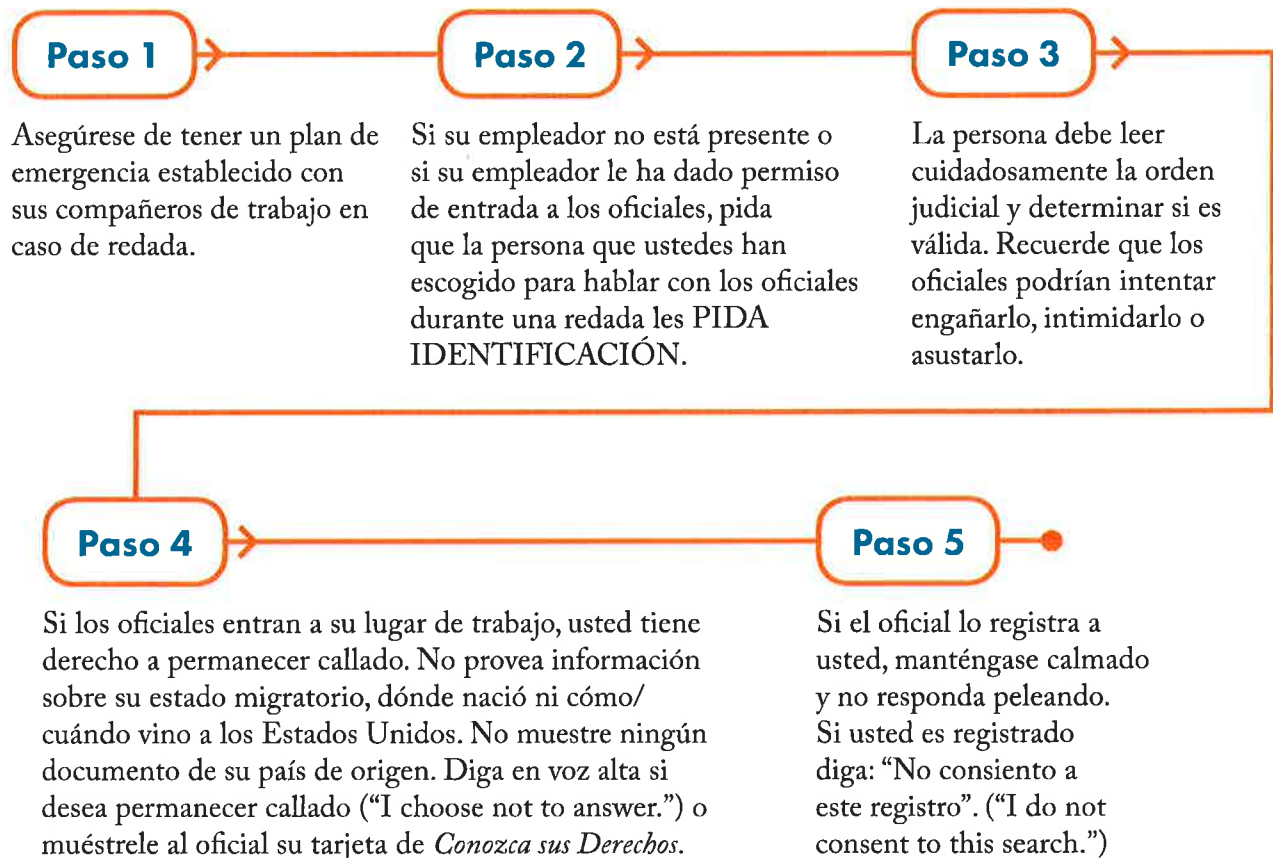 Paso 1
Asegúrese de tener un plan de
emergencia establecido con
sus compañeros de trabajo en
caso de redada.
Paso 2
Si su empleador no está presente o
si su empleador le ha dado permiso
de entrada a los oficiales, pida
que la persona que ustedes han
escogido para hablar con los oficiales
durante una redada les PIDA
IDENTIFICACIÓN.
Paso 3
La persona debe leer
cuidadosamente la orden
judicial y determinar si es
válida. Recuerde que los
oficiales podrían intentar
engañarlo, intimidarlo o
asustarlo.
Paso 4
Si los oficiales entran a su lugar de trabajo, usted tiene
derecho a permanecer callado. No provea información
sobre su estado migratorio, dónde nació ni cómo/
cuándo vino a los Estados Unidos. No muestre ningún
documento de su país de origen. Diga en voz alta si
desea permanecer callado (“I choose not to answer.”) o
muéstrele al oficial su tarjeta de Conozca sus Derechos.
Paso 5
Si el oficial lo registra a
usted, manténgase calmado
y no responda peleando.
Si usted es registrado
diga: “No consiento a
este registro”. (“I do not
consent to this search.”)